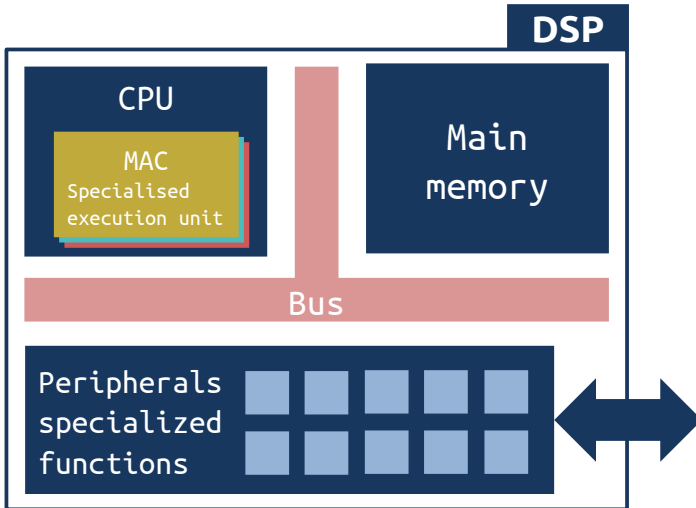 DSP
CPU
MAC
Specialised
execution unit
Main
memory
Bus
Peripherals
specialized
functions